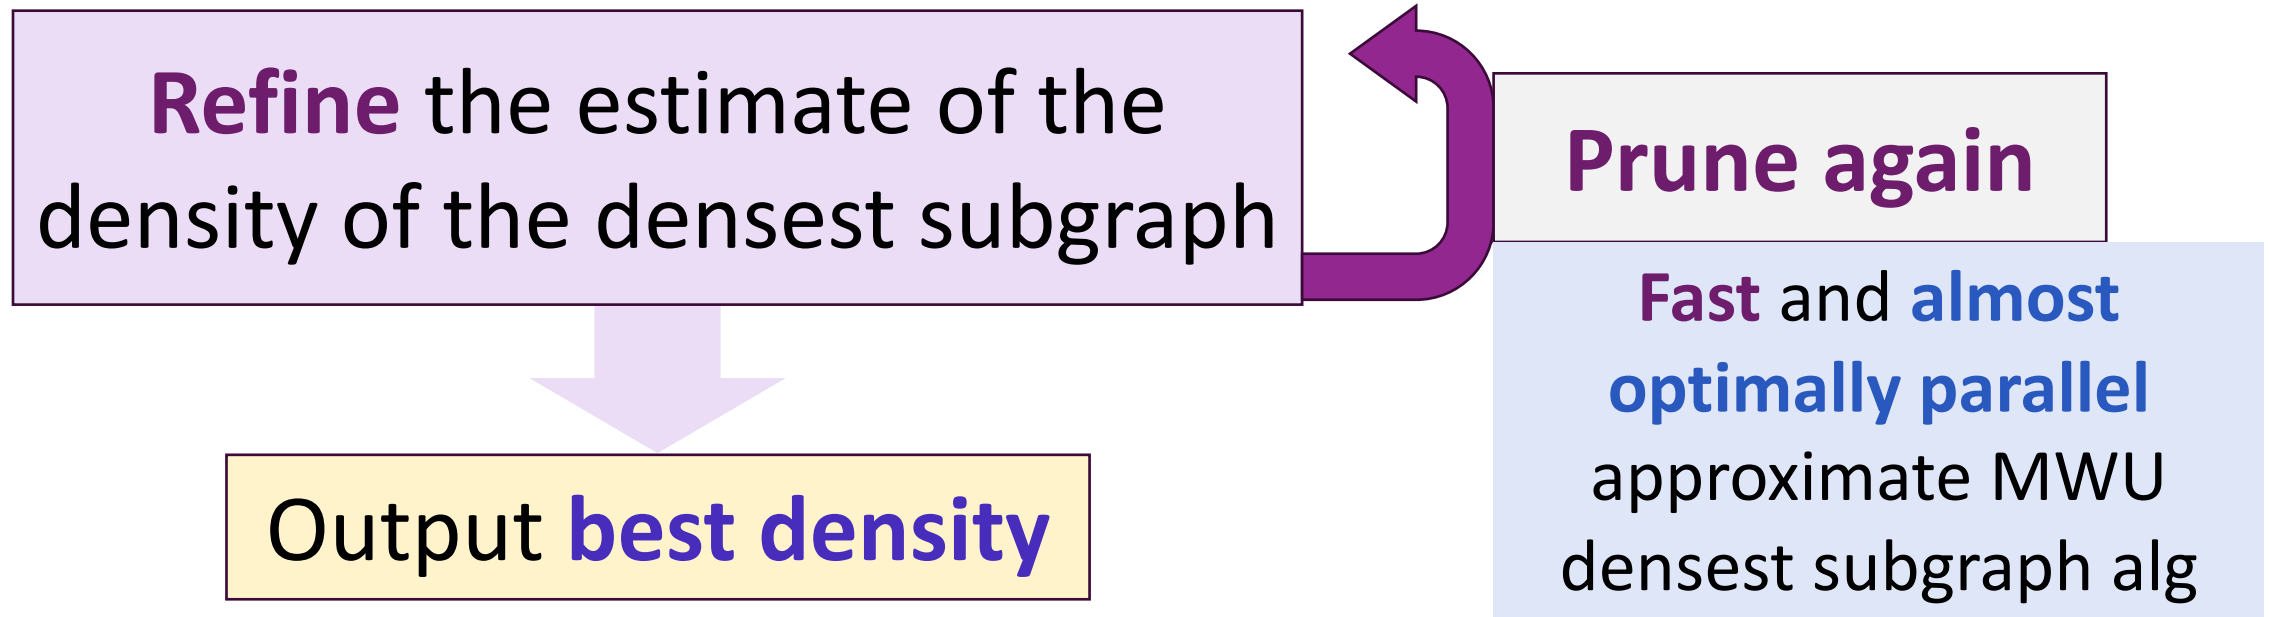 Refine the estimate of the
density of the densest subgraph
Prune again
Fast and almost
optimally parallel
approximate MWU
densest subgraph alg
Output best density